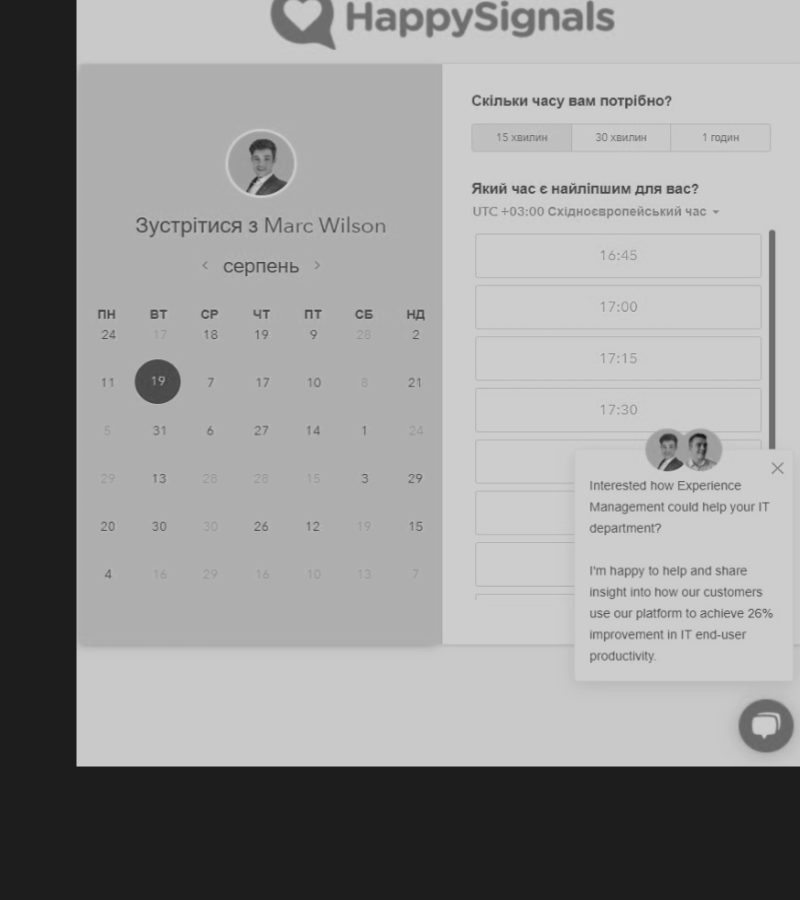 HappySignals
Зустрітися з Marc Wilson
серпень
ПН ВТ СР ЧТ ПТ СБ НД
24 17 18 19 9 28 2
11 19 7 17 10 8 21
5 31 6 27 14 1 24
29 13 28 28 15 3 29
20 30 30 26 12 19 15
4 16 29 16 10 13 7
Скільки часу вам потрібно?
15 хвилин 30 хвилин 1 годин
Який час є найліпшим для вас?
UTC +03:00 Східноєвропейський час
16:45
17:00
17:15
17:30
Interested how Experience
Management could help your IT
department?
I'm happy to help and share
insight into how our customers
use our platform to achieve 26%
improvement in IT end-user
productivity.